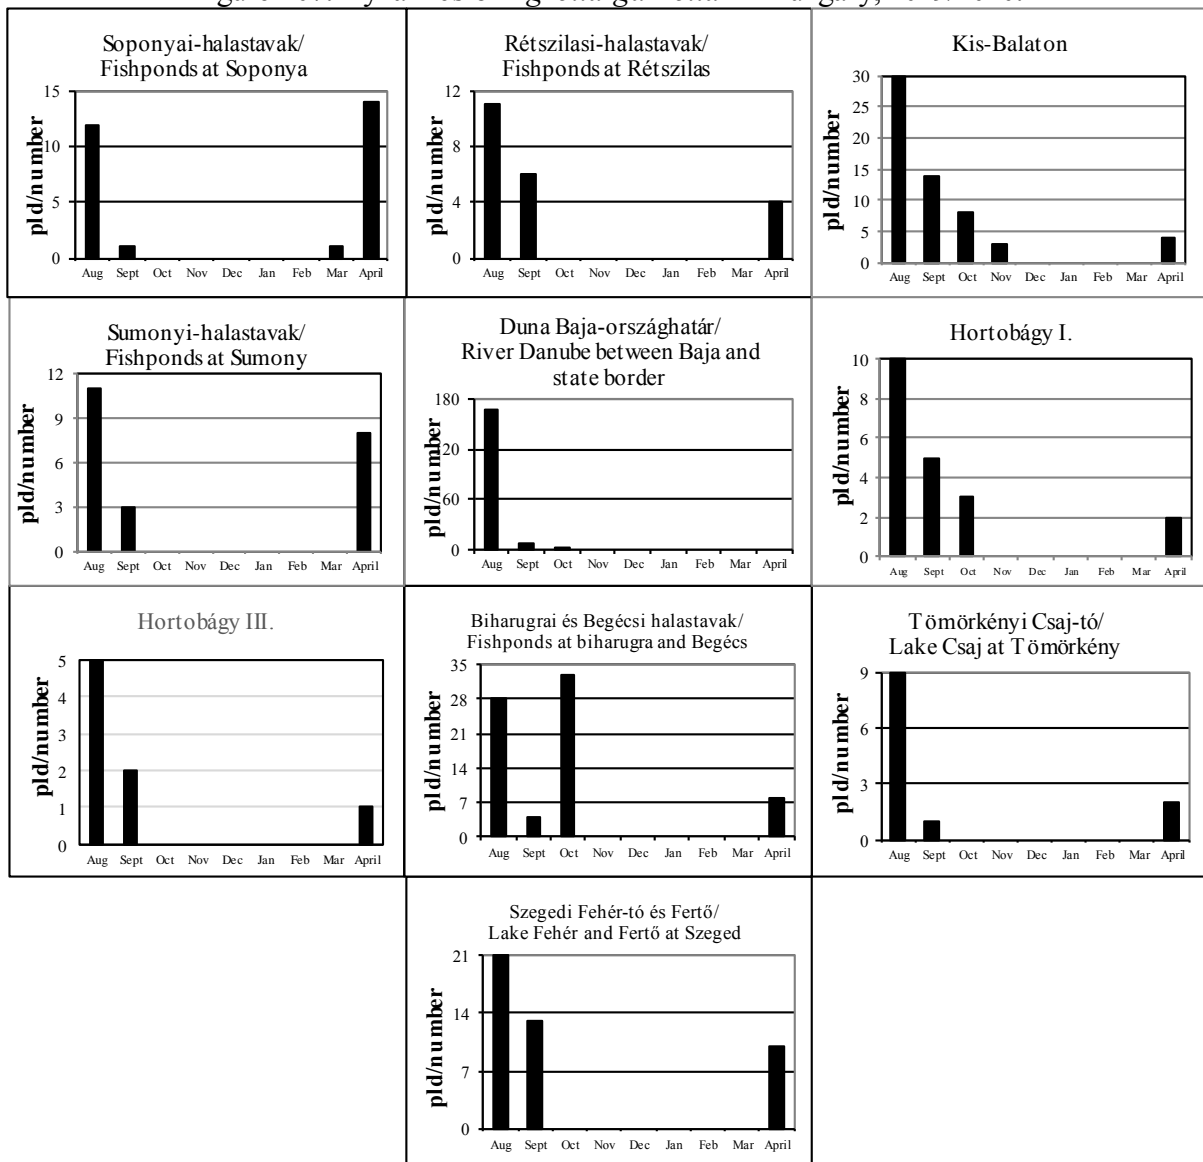 Soponyai-halastavak/
Fishponds at Soponya
pld/number
15
10
5
0
Aug Sept Oct Nov Dec Jan Feb Mar April
Rétszilasi-halastavak/
Fishponds at Rétszilas
pld/number
12
8
4
0
Aug Sept Oct Nov Dec Jan Feb Mar April
Kis-Balaton
pld/number
30
25
20
15
10
5
0
Aug Sept Oct Nov Dec Jan Feb Mar April
Sumonyi-halastavak/
Fishponds at Sumony
pld/number
12
9
6
3
0
Aug Sept Oct Nov Dec Jan Feb Mar April
Duna Baja-országhatár/
River Danube between Baja and
state border
pld/number
180
120
60
0
Aug Sept Oct Nov Dec Jan Feb Mar April
Hortobágy I.
pld/number
10
8
6
4
2
0
Aug Sept Oct Nov Dec Jan Feb Mar April
Hortobágy III.
pld/number
5
4
3
2
1
0
Aug Sept Oct Nov Dec Jan Feb Mar April
Biharugrai és Begécsi halastavak/
Fishponds at biharugra and Begécs
pld/number
35
28
21
14
7
0
Aug Sept Oct Nov Dec Jan Feb Mar April
Tömörkényi Csaj-tó/
Lake Csaj at Tömörkény
pld/number
9
6
3
0
Aug Sept Oct Nov Dec Jan Feb Mar April
Szegedi Fehér-tó és Fertő/
Lake Fehér and Fertő at Szeged
pld/number
21
14
7
0
Aug Sept Oct Nov Dec Jan Feb Mar April